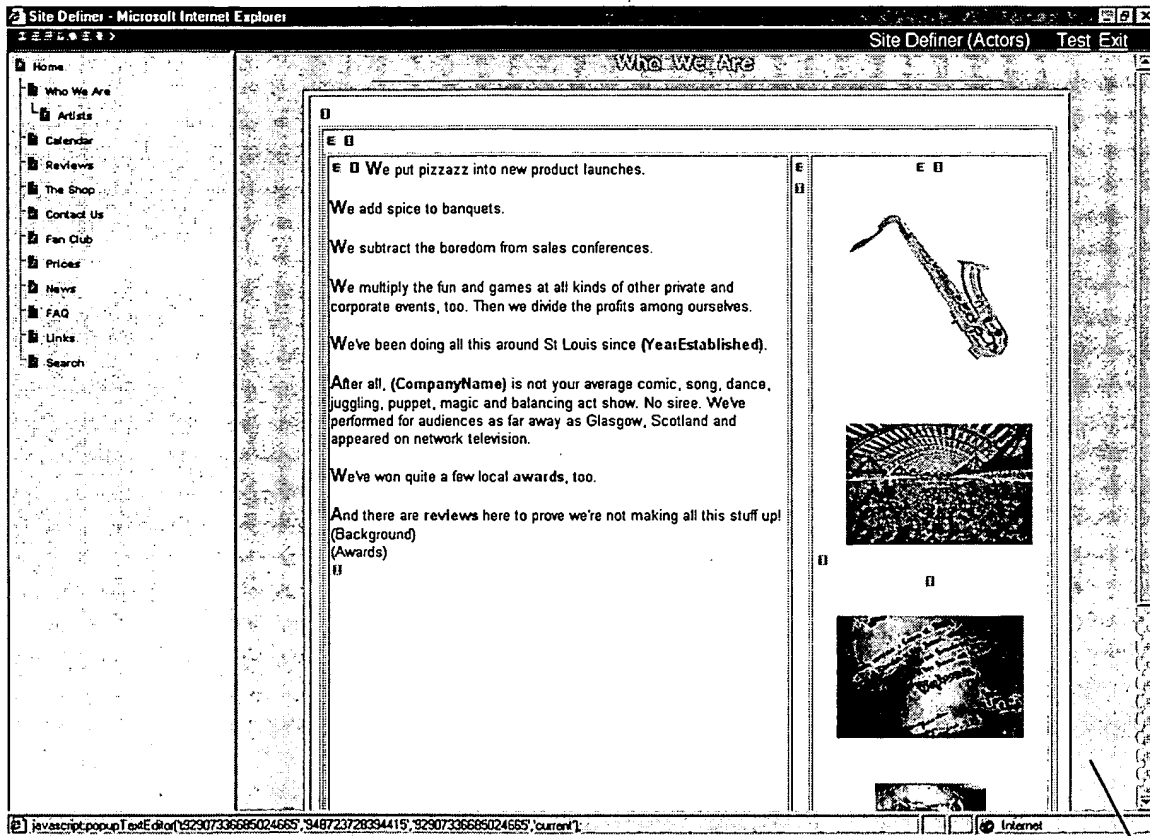 Site Definer - Microsoft Internet Explorer
Site Definer (Actors) Test Exit
Home
Who We Are
Artists
Calendar
Reviews
The Shop
Contact Us
Fan Club
Prices
News
FAQ
Links
Search
Who We Are
I
E I
E I We put pizzazz into new product launches.
We add spice to banquets.
We subtract the boredom from sales conferences.
We multiply the fun and games at all kinds of other private and
corporate events, too. Then we divide the profits among ourselves.
We've been doing all this around St Louis since (YearEstablished).
After all, (CompanyName) is not your average comic, song, dance,
juggling, puppet, magic and balancing act show. No siree. We've
performed for audiences as far away as Glasgow, Scotland and
appeared on network television.
We've won quite a few local awards, too.
And there are reviews here to prove we're not making all this stuff up!
(Background)
(Awards)
I
E
I
E I
I
I
javascript:popupTextEditor('t92907336685024665','948723728394415','92907336685024665','current');
Internet